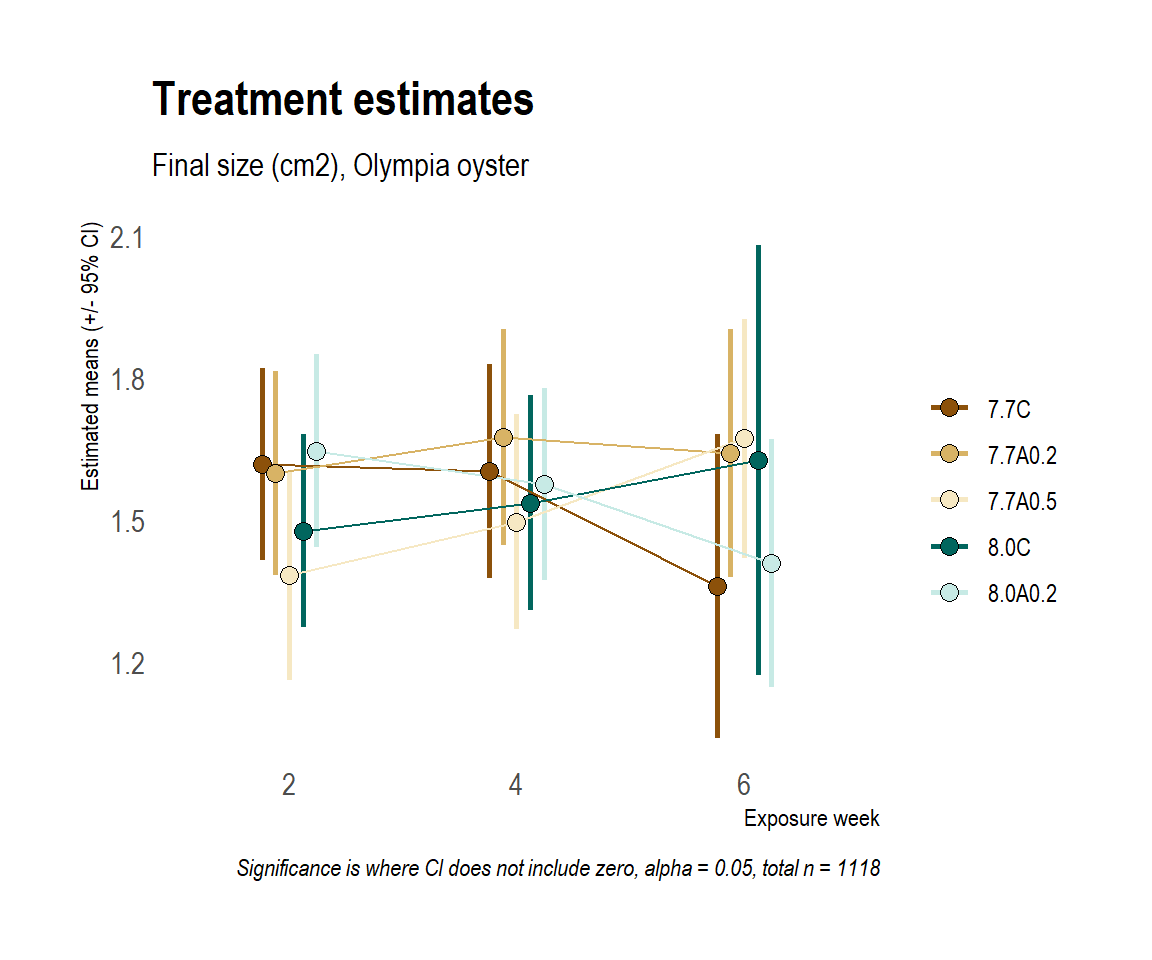 Treatment estimates
Final size (cm2), Olympia oyster
Estimated means (+/- 95% CI)
2.1
1.8
1.5
1.2
2
4
6
Exposure week
7.7C
7.7A0.2
7.7A0.5
8.0C
8.0A0.2
Significance is where CI does not include zero, alpha = 0.05, total n = 1118